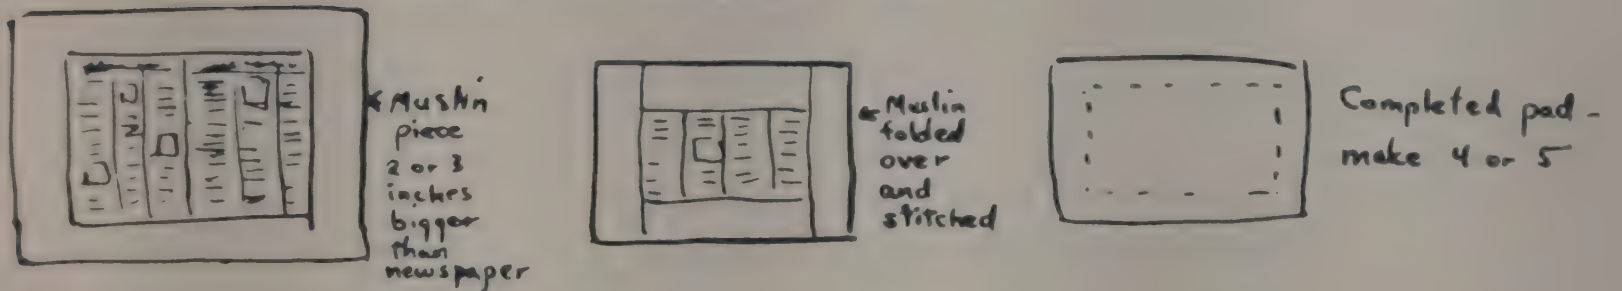 Muslin
piece
2 or 3
inches
bigger
than
newspaper
Muslin
folded
over
and
stitched
Completed pad -
make 4 or 5